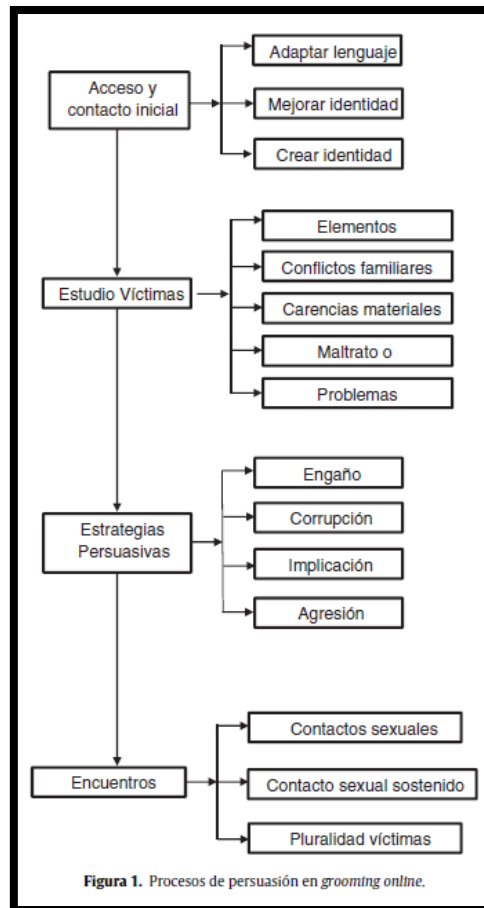 Adaptar lenguaje
Acceso y
contacto inicial
Mejorar identidad
Crear identidad
Elementos
Conflictos familiares
Estudio Víctimas
Carencias materiales
Maltrato o
Problemas
Engaño
Corrupción
Estrategias
Persuasivas
Implicación
Agresión
Contactos sexuales
Encuentros
Contacto sexual sostenido
Pluralidad víctimas
Figura 1. Procesos de persuasión en grooming online.